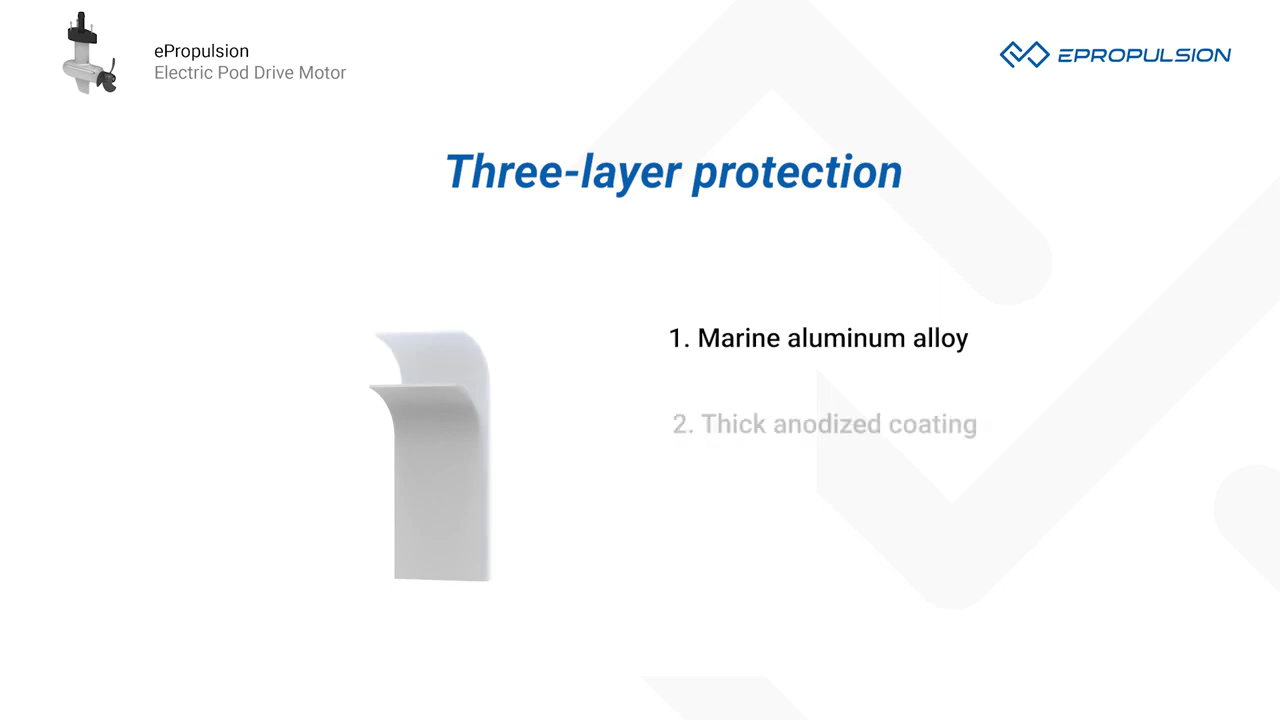 ePropulsion
Electric Pod Drive Motor
EPROPULSION
Three-layer protection
1. Marine aluminum alloy
2. Thick anodized coating